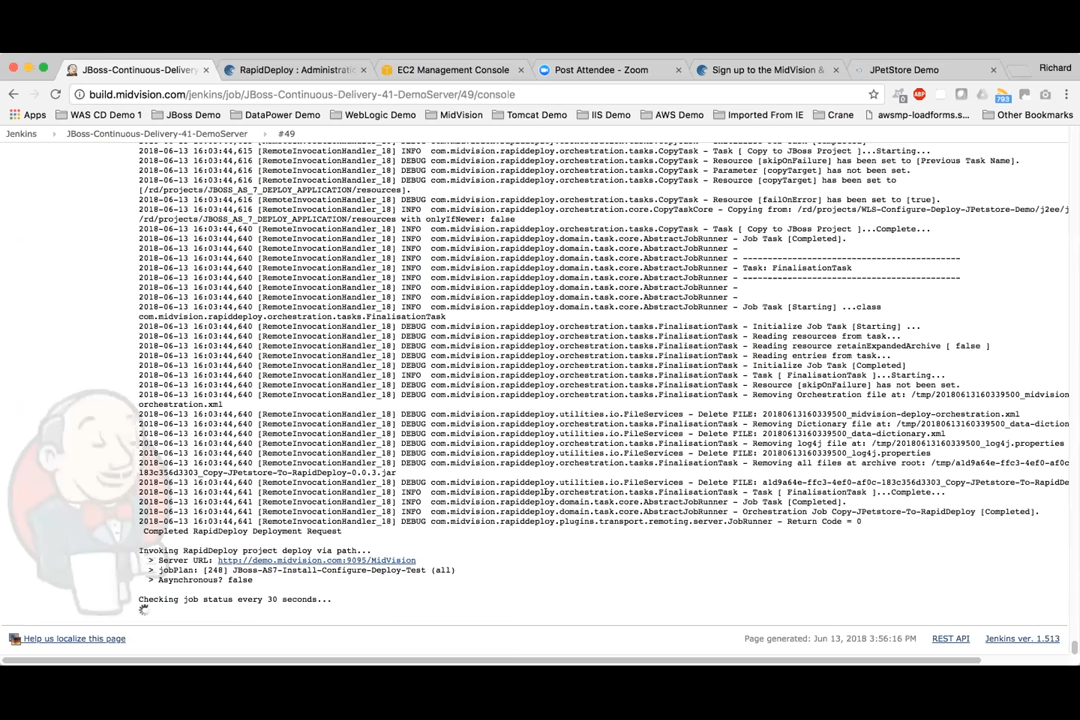 JBoss-Continuous-Delivery-
RapidDeploy : Administrati
EC2 Management Console
Post Attendee - Zoom
Sign up to the MidVision &
JPetStore Demo
Richard
build.midvision.com/jenkins/job/JBoss-Continuous-Delivery-41-DemoServer/49/console
Apps WAS CD Demo 1 JBoss Demo DataPower Demo WebLogic Demo MidVision Tomcat Demo IIS Demo AWS Demo Imported From IE Crane awsmp-loadforms.s... Other Bookmarks
Jenkins JBoss-Continuous-Delivery-41-DemoServer #49
2018-06-13 16:03:44,615 [RemoteInvocationHandler_18] INFO com.midvision.rapiddeploy.orchestration.tasks.CopyTask - Task [ Copy to JBoss Project ]...Starting...
2018-06-13 16:03:44,616 [RemoteInvocationHandler_18] DEBUG com.midvision.rapiddeploy.orchestration.tasks.CopyTask - Resource [skipOnFailure] has been set to [Previous Task Name].
2018-06-13 16:03:44,616 [RemoteInvocationHandler_18] DEBUG com.midvision.rapiddeploy.orchestration.tasks.CopyTask - Parameter [copyTarget] has not been set.
2018-06-13 16:03:44,616 [RemoteInvocationHandler_18] DEBUG com.midvision.rapiddeploy.orchestration.tasks.CopyTask - Resource [copyTarget] has been set to
[/rd/projects/JBOSS_AS_7_DEPLOY_APPLICATION/resources].
2018-06-13 16:03:44,616 [RemoteInvocationHandler_18] DEBUG com.midvision.rapiddeploy.orchestration.tasks.CopyTask - Resource [failOnError] has been set to [true].
2018-06-13 16:03:44,616 [RemoteInvocationHandler_18] INFO com.midvision.rapiddeploy.orchestration.core.CopyTaskCore - Copying from: /rd/projects/WLS-Configure-Deploy-JPetstore-Demo/j2ee/j
/rd/projects/JBOSS_AS_7_DEPLOY_APPLICATION/resources with onlyIfNewer: false
2018-06-13 16:03:44,640 [RemoteInvocationHandler_18] INFO com.midvision.rapiddeploy.orchestration.tasks.CopyTask - Task [ Copy to JBoss Project ]...Complete...
2018-06-13 16:03:44,640 [RemoteInvocationHandler_18] INFO com.midvision.rapiddeploy.domain.task.core.AbstractJobRunner - Job Task [Completed].
2018-06-13 16:03:44,640 [RemoteInvocationHandler_18] INFO com.midvision.rapiddeploy.domain.task.core.AbstractJobRunner -
2018-06-13 16:03:44,640 [RemoteInvocationHandler_18] INFO com.midvision.rapiddeploy.domain.task.core.AbstractJobRunner - --------------------------------------------
2018-06-13 16:03:44,640 [RemoteInvocationHandler_18] INFO com.midvision.rapiddeploy.domain.task.core.AbstractJobRunner - Task: FinalisationTask
2018-06-13 16:03:44,640 [RemoteInvocationHandler_18] INFO com.midvision.rapiddeploy.domain.task.core.AbstractJobRunner - --------------------------------------------
2018-06-13 16:03:44,640 [RemoteInvocationHandler_18] INFO com.midvision.rapiddeploy.domain.task.core.AbstractJobRunner -
2018-06-13 16:03:44,640 [RemoteInvocationHandler_18] INFO com.midvision.rapiddeploy.domain.task.core.AbstractJobRunner -
2018-06-13 16:03:44,640 [RemoteInvocationHandler_18] INFO com.midvision.rapiddeploy.domain.task.core.AbstractJobRunner - Job Task [Starting] ...class
com.midvision.rapiddeploy.orchestration.tasks.FinalisationTask
2018-06-13 16:03:44,640 [RemoteInvocationHandler_18] DEBUG com.midvision.rapiddeploy.orchestration.tasks.FinalisationTask - Initialize Job Task [Starting] ...
2018-06-13 16:03:44,640 [RemoteInvocationHandler_18] DEBUG com.midvision.rapiddeploy.orchestration.tasks.FinalisationTask - Reading resources from task...
2018-06-13 16:03:44,640 [RemoteInvocationHandler_18] DEBUG com.midvision.rapiddeploy.orchestration.tasks.FinalisationTask - Reading resource retainExpandedArchive [ false ]
2018-06-13 16:03:44,640 [RemoteInvocationHandler_18] DEBUG com.midvision.rapiddeploy.orchestration.tasks.FinalisationTask - Reading entries from task...
2018-06-13 16:03:44,640 [RemoteInvocationHandler_18] DEBUG com.midvision.rapiddeploy.orchestration.tasks.FinalisationTask - Initialize Job Task [Completed]
2018-06-13 16:03:44,640 [RemoteInvocationHandler_18] INFO com.midvision.rapiddeploy.orchestration.tasks.FinalisationTask - Task [ FinalisationTask ]...Starting...
2018-06-13 16:03:44,640 [RemoteInvocationHandler_18] DEBUG com.midvision.rapiddeploy.orchestration.tasks.FinalisationTask - Resource [skipOnFailure] has not been set.
2018-06-13 16:03:44,640 [RemoteInvocationHandler_18] DEBUG com.midvision.rapiddeploy.orchestration.tasks.FinalisationTask - Removing Orchestration file at: /tmp/20180613160339500_midvision
orchestration.xml
2018-06-13 16:03:44,640 [RemoteInvocationHandler_18] DEBUG com.midvision.rapiddeploy.utilities.io.FileServices - Delete FILE: 20180613160339500_midvision-deploy-orchestration.xml
2018-06-13 16:03:44,640 [RemoteInvocationHandler_18] DEBUG com.midvision.rapiddeploy.orchestration.tasks.FinalisationTask - Removing Dictionary file at: /tmp/20180613160339500_data-diction
2018-06-13 16:03:44,640 [RemoteInvocationHandler_18] DEBUG com.midvision.rapiddeploy.utilities.io.FileServices - Delete FILE: 20180613160339500_data-dictionary.xml
2018-06-13 16:03:44,640 [RemoteInvocationHandler_18] DEBUG com.midvision.rapiddeploy.orchestration.tasks.FinalisationTask - Removing log4j file at: /tmp/20180613160339500_log4j.properties
2018-06-13 16:03:44,640 [RemoteInvocationHandler_18] DEBUG com.midvision.rapiddeploy.utilities.io.FileServices - Delete FILE: 20180613160339500_log4j.properties
2018-06-13 16:03:44,640 [RemoteInvocationHandler_18] DEBUG com.midvision.rapiddeploy.orchestration.tasks.FinalisationTask - Removing all files at archive root: /tmp/a1d9a64e-ffc3-4ef0-af0c
183c356d3303_Copy-JPetstore-To-RapidDeploy-0.0.3.jar
2018-06-13 16:03:44,640 [RemoteInvocationHandler_18] DEBUG com.midvision.rapiddeploy.utilities.io.FileServices - Delete FILE: a1d9a64e-ffc3-4ef0-af0c-183c356d3303_Copy-JPetstore-To-RapidDe
2018-06-13 16:03:44,641 [RemoteInvocationHandler_18] INFO com.midvision.rapiddeploy.orchestration.tasks.FinalisationTask - Task [ FinalisationTask ]...Complete...
2018-06-13 16:03:44,641 [RemoteInvocationHandler_18] INFO com.midvision.rapiddeploy.domain.task.core.AbstractJobRunner - Job Task [Completed].
2018-06-13 16:03:44,641 [RemoteInvocationHandler_18] INFO com.midvision.rapiddeploy.domain.task.core.AbstractJobRunner - Orchestration Job Copy-JPetstore-To-RapidDeploy [Completed].
2018-06-13 16:03:44,641 [RemoteInvocationHandler_18] DEBUG com.midvision.rapiddeploy.plugins.transport.remoting.server.JobRunner - Return Code = 0
Completed RapidDeploy Deployment Request
Invoking RapidDeploy project deploy via path...
> Server URL: http://demo.midvision.com:9095/MidVision
> jobPlan: [248] JBoss-AS7-Install-Configure-Deploy-Test (all)
> Asynchronous? false
Checking job status every 30 seconds...
Help us localize this page
Page generated: Jun 13, 2018 3:56:16 PM REST API Jenkins ver. 1.513